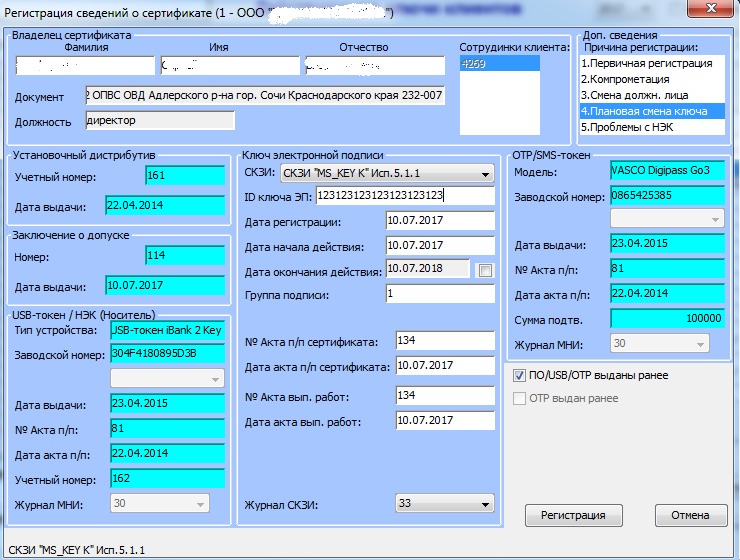 Регистрация сведений о сертификате (1 - ООО "
Владелец сертификата
Фамилия Имя Отчество
Документ 2 ОПВС ОВД Адлерского р-на гор. Сочи Краснодарского края 232-007
Должность директор
Сотрудники клиента:
4269
Доп. сведения
Причина регистрации:
1.Первичная регистрация
2.Компрометация
3.Смена должн. лица
4.Плановая смена ключа
5.Проблемы с НЭК
Установочный дистрибутив
Учетный номер: 161
Дата выдачи: 22.04.2014
Заключение о допуске
Номер: 114
Дата выдачи: 10.07.2017
USB-токен / НЭК (Носитель)
Тип устройства: USB-токен iBank 2 Key
Заводской номер: 304F4180895D3B
Дата выдачи: 23.04.2015
№ Акта п/п: 81
Дата акта п/п: 22.04.2014
Учетный номер: 162
Журнал МНИ: 30
Ключ электронной подписи
СКЗИ: СКЗИ "MS_KEY K" Исп.5.1.1
ID ключа ЭП: 123123123123123123123
Дата регистрации: 10.07.2017
Дата начала действия: 10.07.2017
Дата окончания действия: 10.07.2018
Группа подписи: 1
№ Акта п/п сертификата: 134
Дата акта п/п сертификата: 10.07.2017
№ Акта вып. работ: 134
Дата акта вып. работ: 10.07.2017
Журнал СКЗИ: 33
OTP/SMS-токен
Модель: VASCO Digipass Go3
Заводской номер: 0865425385
Дата выдачи: 23.04.2015
№ Акта п/п: 81
Дата акта п/п: 22.04.2014
Сумма подтв. 100000
Журнал МНИ: 30
ПО/USB/OTP выданы ранее
OTP выдан ранее
Регистрация Отмена
СКЗИ "MS_KEY K" Исп.5.1.1